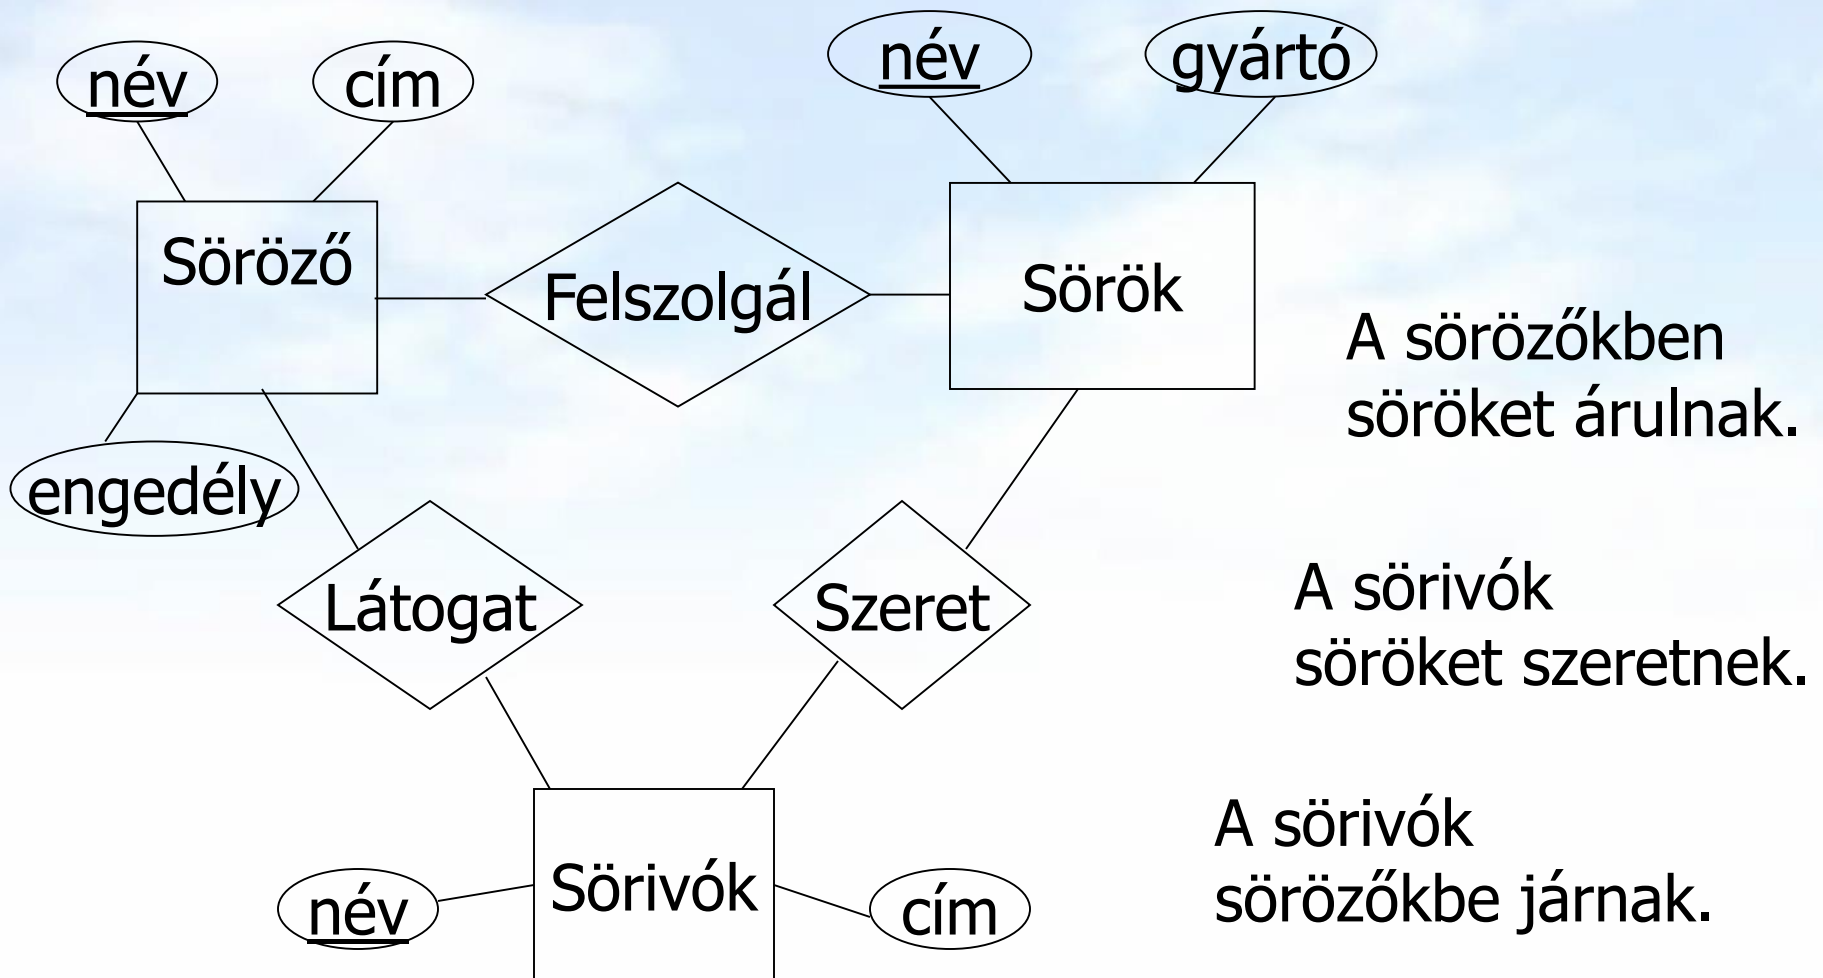 név
cím
név
gyártó
Söröző
Felszolgál
Sörök
engedély
Látogat
Szeret
Sörivók
név
cím
A sörözőkben
söröket árulnak.
A sörivók
söröket szeretnek.
A sörivók
sörözőkbe járnak.